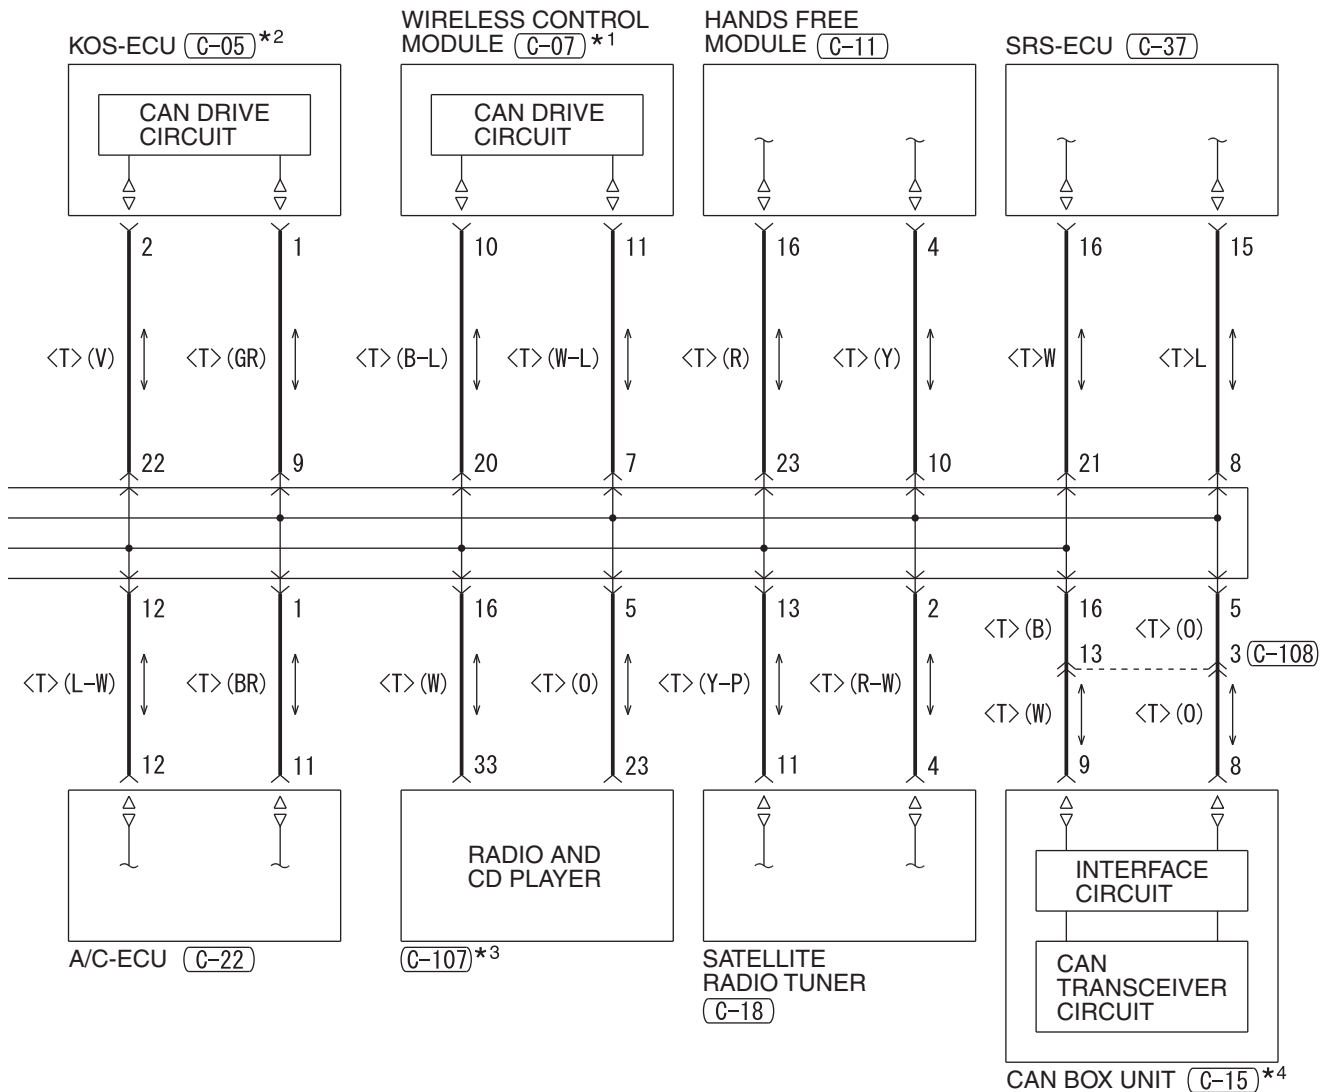 KOS-ECU C-05 *2
WIRELESS CONTROL
MODULE C-07 *1
HANDS FREE
MODULE C-11
SRS-ECU C-37
CAN DRIVE
CIRCUIT
CAN DRIVE
CIRCUIT
2 1 10 11 16 4 16 15
<T>(V) <T>(GR) <T>(B-L) <T>(W-L) <T>(R) <T>(Y) <T>W <T>L
22 9 20 7 23 10 21 8
12 1 16 5 13 2 16 5
<T>(B) <T>(O)
13 3 C-108
<T>(L-W) <T>(BR) <T>(W) <T>(O) <T>(Y-P) <T>(R-W) <T>(W) <T>(O)
12 11 33 23 11 4 9 8
RADIO AND
CD PLAYER
INTERFACE
CIRCUIT
A/C-ECU C-22
C-107 *3
SATELLITE
RADIO TUNER
C-18
CAN
TRANSCEIVER
CIRCUIT
CAN BOX UNIT C-15 *4